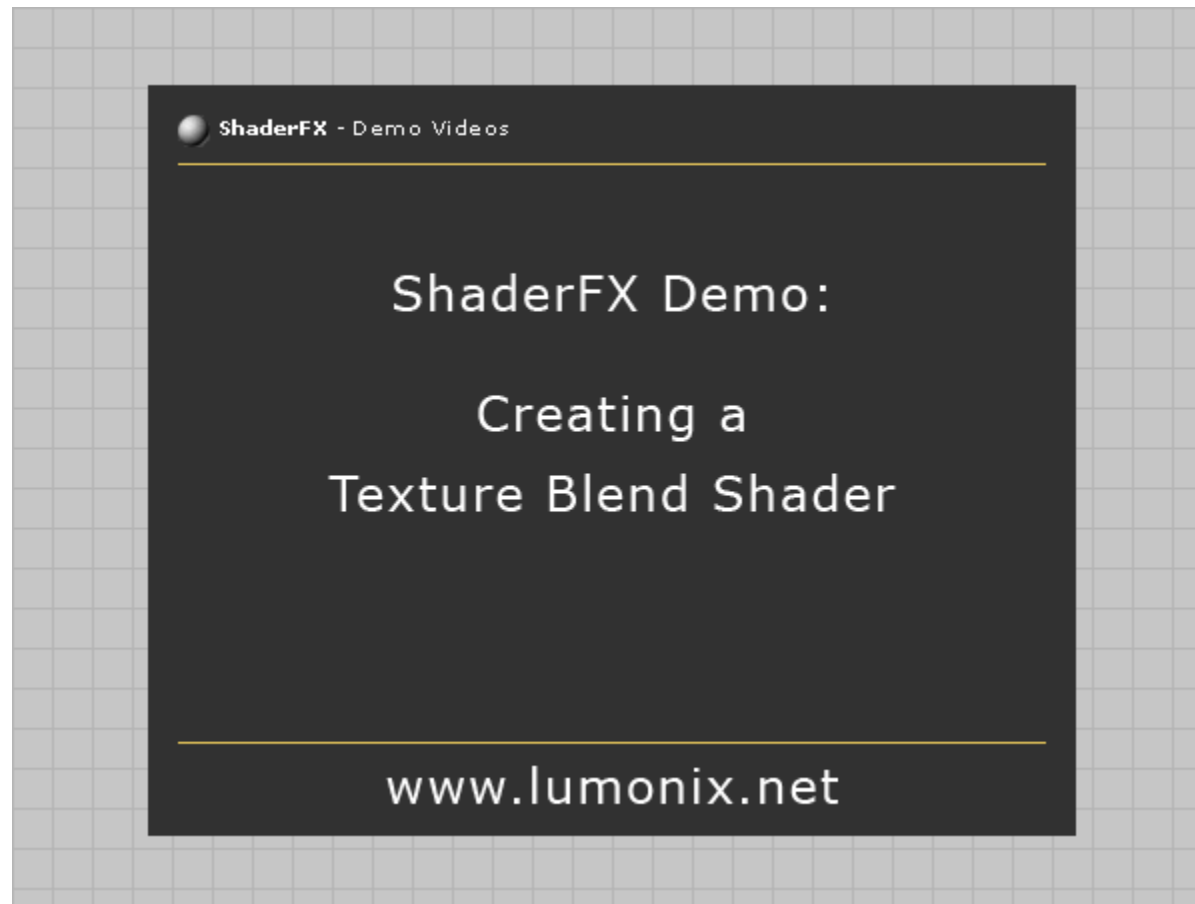 ShaderFX - Demo Videos
ShaderFX Demo:
Creating a
Texture Blend Shader
www.lumonix.net